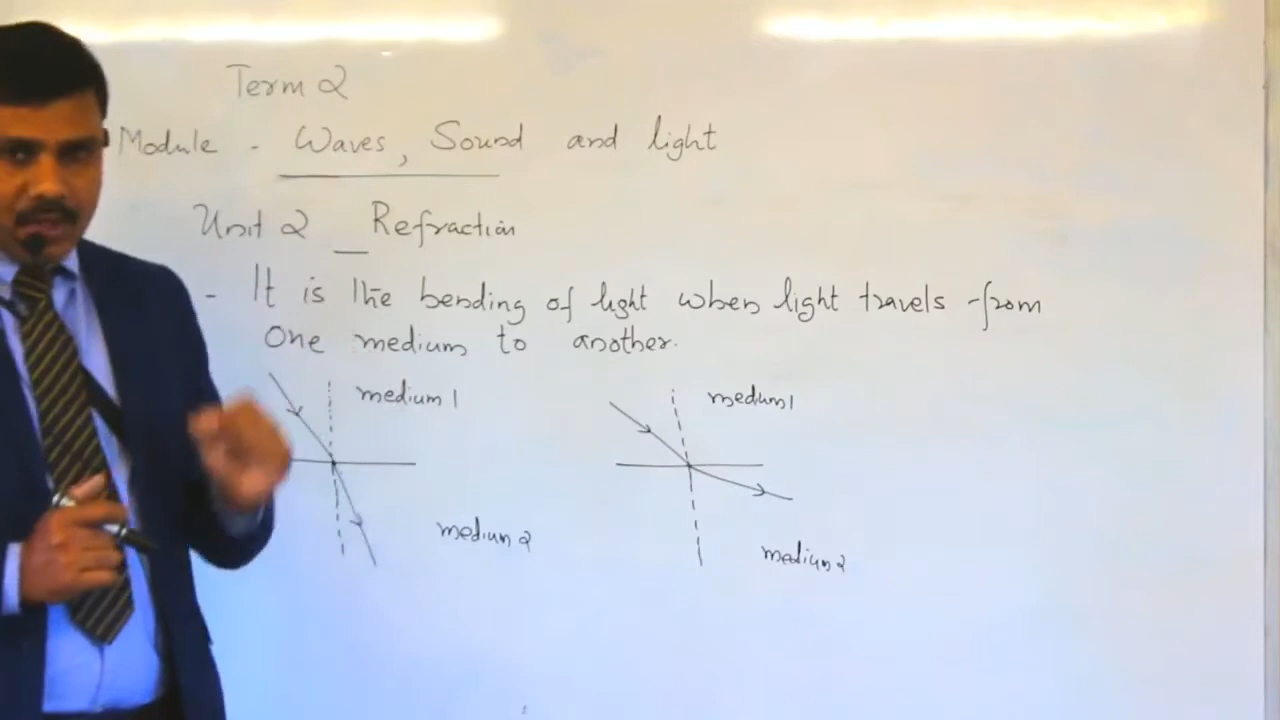 Term 2
Module - Waves, Sound and light
Unit 2 _ Refraction
- It is the bending of light when light travels from
One medium to another.
medium 1 medium 1
medium 2 medium 2